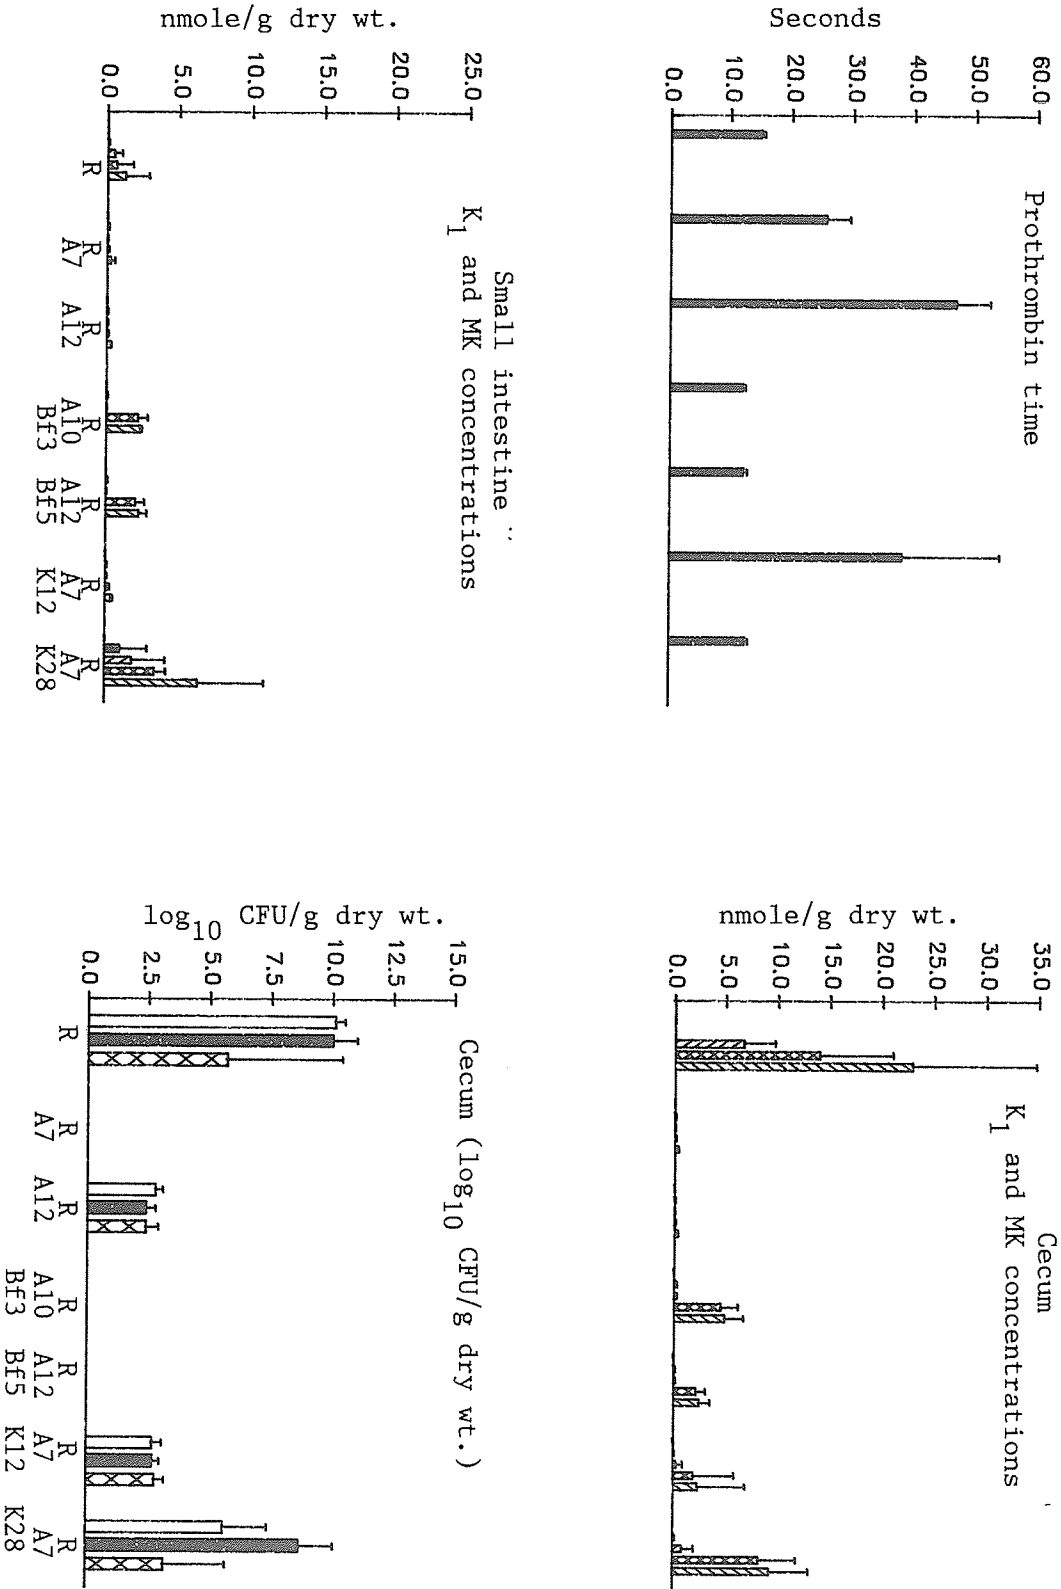 Prothrombin time
Seconds
60.0
50.0
40.0
30.0
20.0
10.0
0.0
Small intestine
K1 and MK concentrations
nmole/g dry wt.
25.0
20.0
15.0
10.0
5.0
0.0
R R R R R R R
A7 A12 A10 A12 A7 A7
Bf3 Bf5 K12 K28
Cecum
K1 and MK concentrations
nmole/g dry wt.
35.0
30.0
25.0
20.0
15.0
10.0
5.0
0.0
Cecum (log10 CFU/g dry wt.)
log10 CFU/g dry wt.
15.0
12.5
10.0
7.5
5.0
2.5
0.0
R R R R R R R
A7 A12 A10 A12 A7 A7
Bf3 Bf5 K12 K28